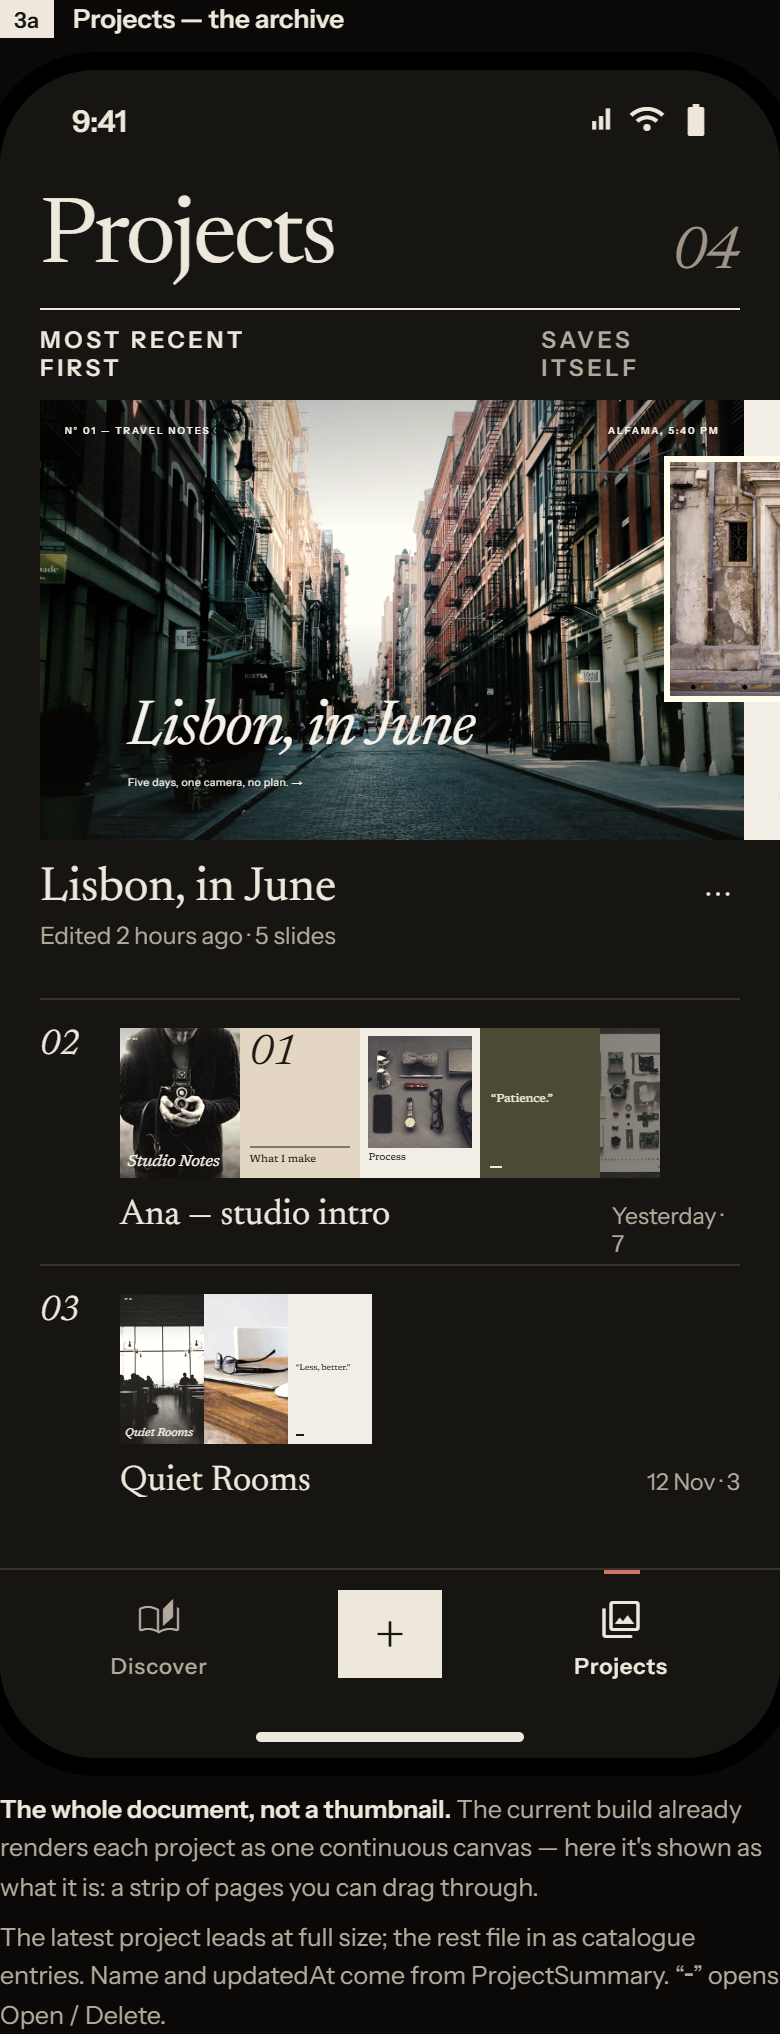 3a Projects — the archive
9:41
Projects
04
MOST RECENT FIRST
SAVES ITSELF
N° 01 — TRAVEL NOTES
ALFAMA, 5:40 PM
Lisbon, in June
Five days, one camera, no plan. →
Lisbon, in June
...
Edited 2 hours ago · 5 slides
02
Studio Notes
01
What I make
Process
“Patience.”
Ana — studio intro
Yesterday ·
7
03
Quiet Rooms
“Less, better.”
Quiet Rooms
12 Nov · 3
Discover
+
Projects
The whole document, not a thumbnail. The current build already
renders each project as one continuous canvas — here it's shown as
what it is: a strip of pages you can drag through.
The latest project leads at full size; the rest file in as catalogue
entries. Name and updatedAt come from ProjectSummary. “-” opens
Open / Delete.